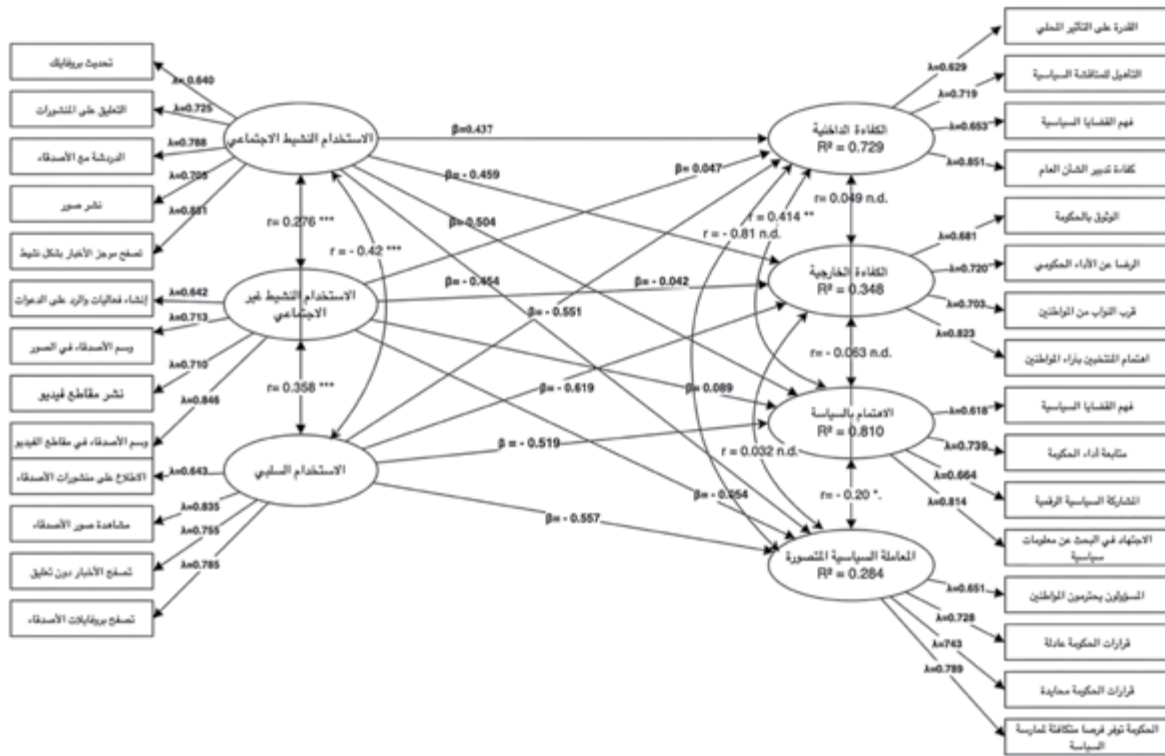 تحديث بروفايلك
التعليق على المنشورات
الدردشة مع الأصدقاء
نشر صور
تصفح موجز الأخبار بشكل نشيط
إنشاء فعاليات والرد على الدعوات
وسم الأصدقاء في الصور
نشر مقاطع فيديو
وسم الأصدقاء في مقاطع الفيديو
الاطلاع على منشورات الأصدقاء
مشاهدة صور الأصدقاء
تصفح الأخبار دون تعليق
تصفح بروفايلات الأصدقاء
λ= 0.640
λ=0.725
λ=0.788
λ=0.705
λ=0.831
λ=0.642
λ=0.713
λ=0.710
λ=0.846
λ=0.643
λ=0.835
λ=0.755
λ=0.785
الاستخدام النشيط الاجتماعي
r= 0.276 ***
r = - 0.42 ***
الاستخدام النشيط غير
الاجتماعي
r= 0.358 ***
الاستخدام السلبي
β=0.437
β= - 0.459
β= 0.047
β= 0.504
β= - 0.454
β= - 0.042
β= - 0.551
β= - 0.619
β= 0.089
β = - 0.519
β= -0.054
β= - 0.557
الكفاءة الداخلية
R² = 0.729
r= 0.049 n.d.
r = 0.414 **
r = - 0.81 n.d.
الكفاءة الخارجية
R² = 0.348
r= - 0.063 n.d.
الاهتمام بالسياسة
R² = 0.810
r = 0.032 n.d.
r= - 0.20 *.
المعاملة السياسية المتصورة
R² = 0.284
λ=0.629
λ=0.719
λ=0.653
λ=0.851
λ=0.681
λ=0.720
λ=0.703
λ=0.823
λ=0.618
λ=0.739
λ=0.664
λ=0.814
λ=0.651
λ=0.728
λ=743
λ=0.789
القدرة على التأثير المحلي
التأهيل للمناقشة السياسية
فهم القضايا السياسية
كفاءة تدبير الشأن العام
الوثوق بالحكومة
الرضا عن الأداء الحكومي
قرب النواب من المواطنين
اهتمام المنتخبين بآراء المواطنين
فهم القضايا السياسية
متابعة أداء الحكومة
المشاركة السياسية الرقمية
الاجتهاد في البحث عن معلومات
سياسية
المسؤولون يحترمون المواطنين
قرارات الحكومة عادلة
قرارات الحكومة محايدة
الحكومة توفر فرصا متكافئة لممارسة
السياسة